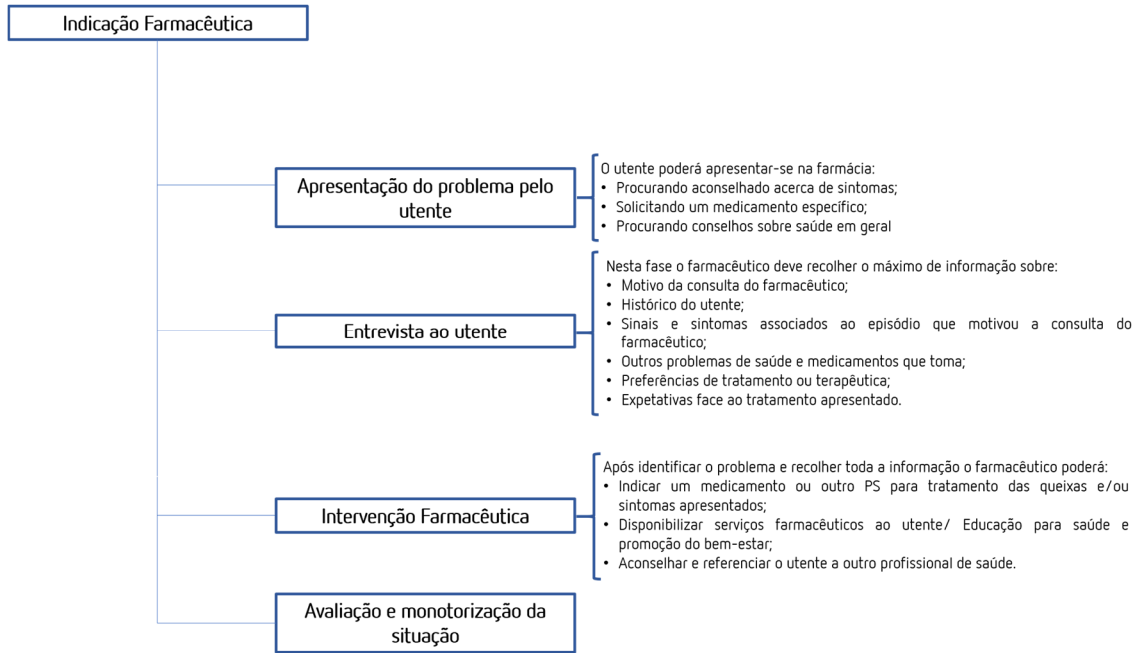 Indicação Farmacêutica
Apresentação do problema pelo
utente
O utente poderá apresentar-se na farmácia:
• Procurando aconselhado acerca de sintomas;
• Solicitando um medicamento específico;
• Procurando conselhos sobre saúde em geral
Entrevista ao utente
Nesta fase o farmacêutico deve recolher o máximo de informação sobre:
• Motivo da consulta do farmacêutico;
• Histórico do utente;
• Sinais e sintomas associados ao episódio que motivou a consulta do
farmacêutico;
• Outros problemas de saúde e medicamentos que toma;
• Preferências de tratamento ou terapêutica;
• Expetativas face ao tratamento apresentado.
Intervenção Farmacêutica
Após identificar o problema e recolher toda a informação o farmacêutico poderá:
• Indicar um medicamento ou outro PS para tratamento das queixas e/ou
sintomas apresentados;
• Disponibilizar serviços farmacêuticos ao utente/ Educação para saúde e
promoção do bem-estar;
• Aconselhar e referenciar o utente a outro profissional de saúde.
Avaliação e monotorização da
situação